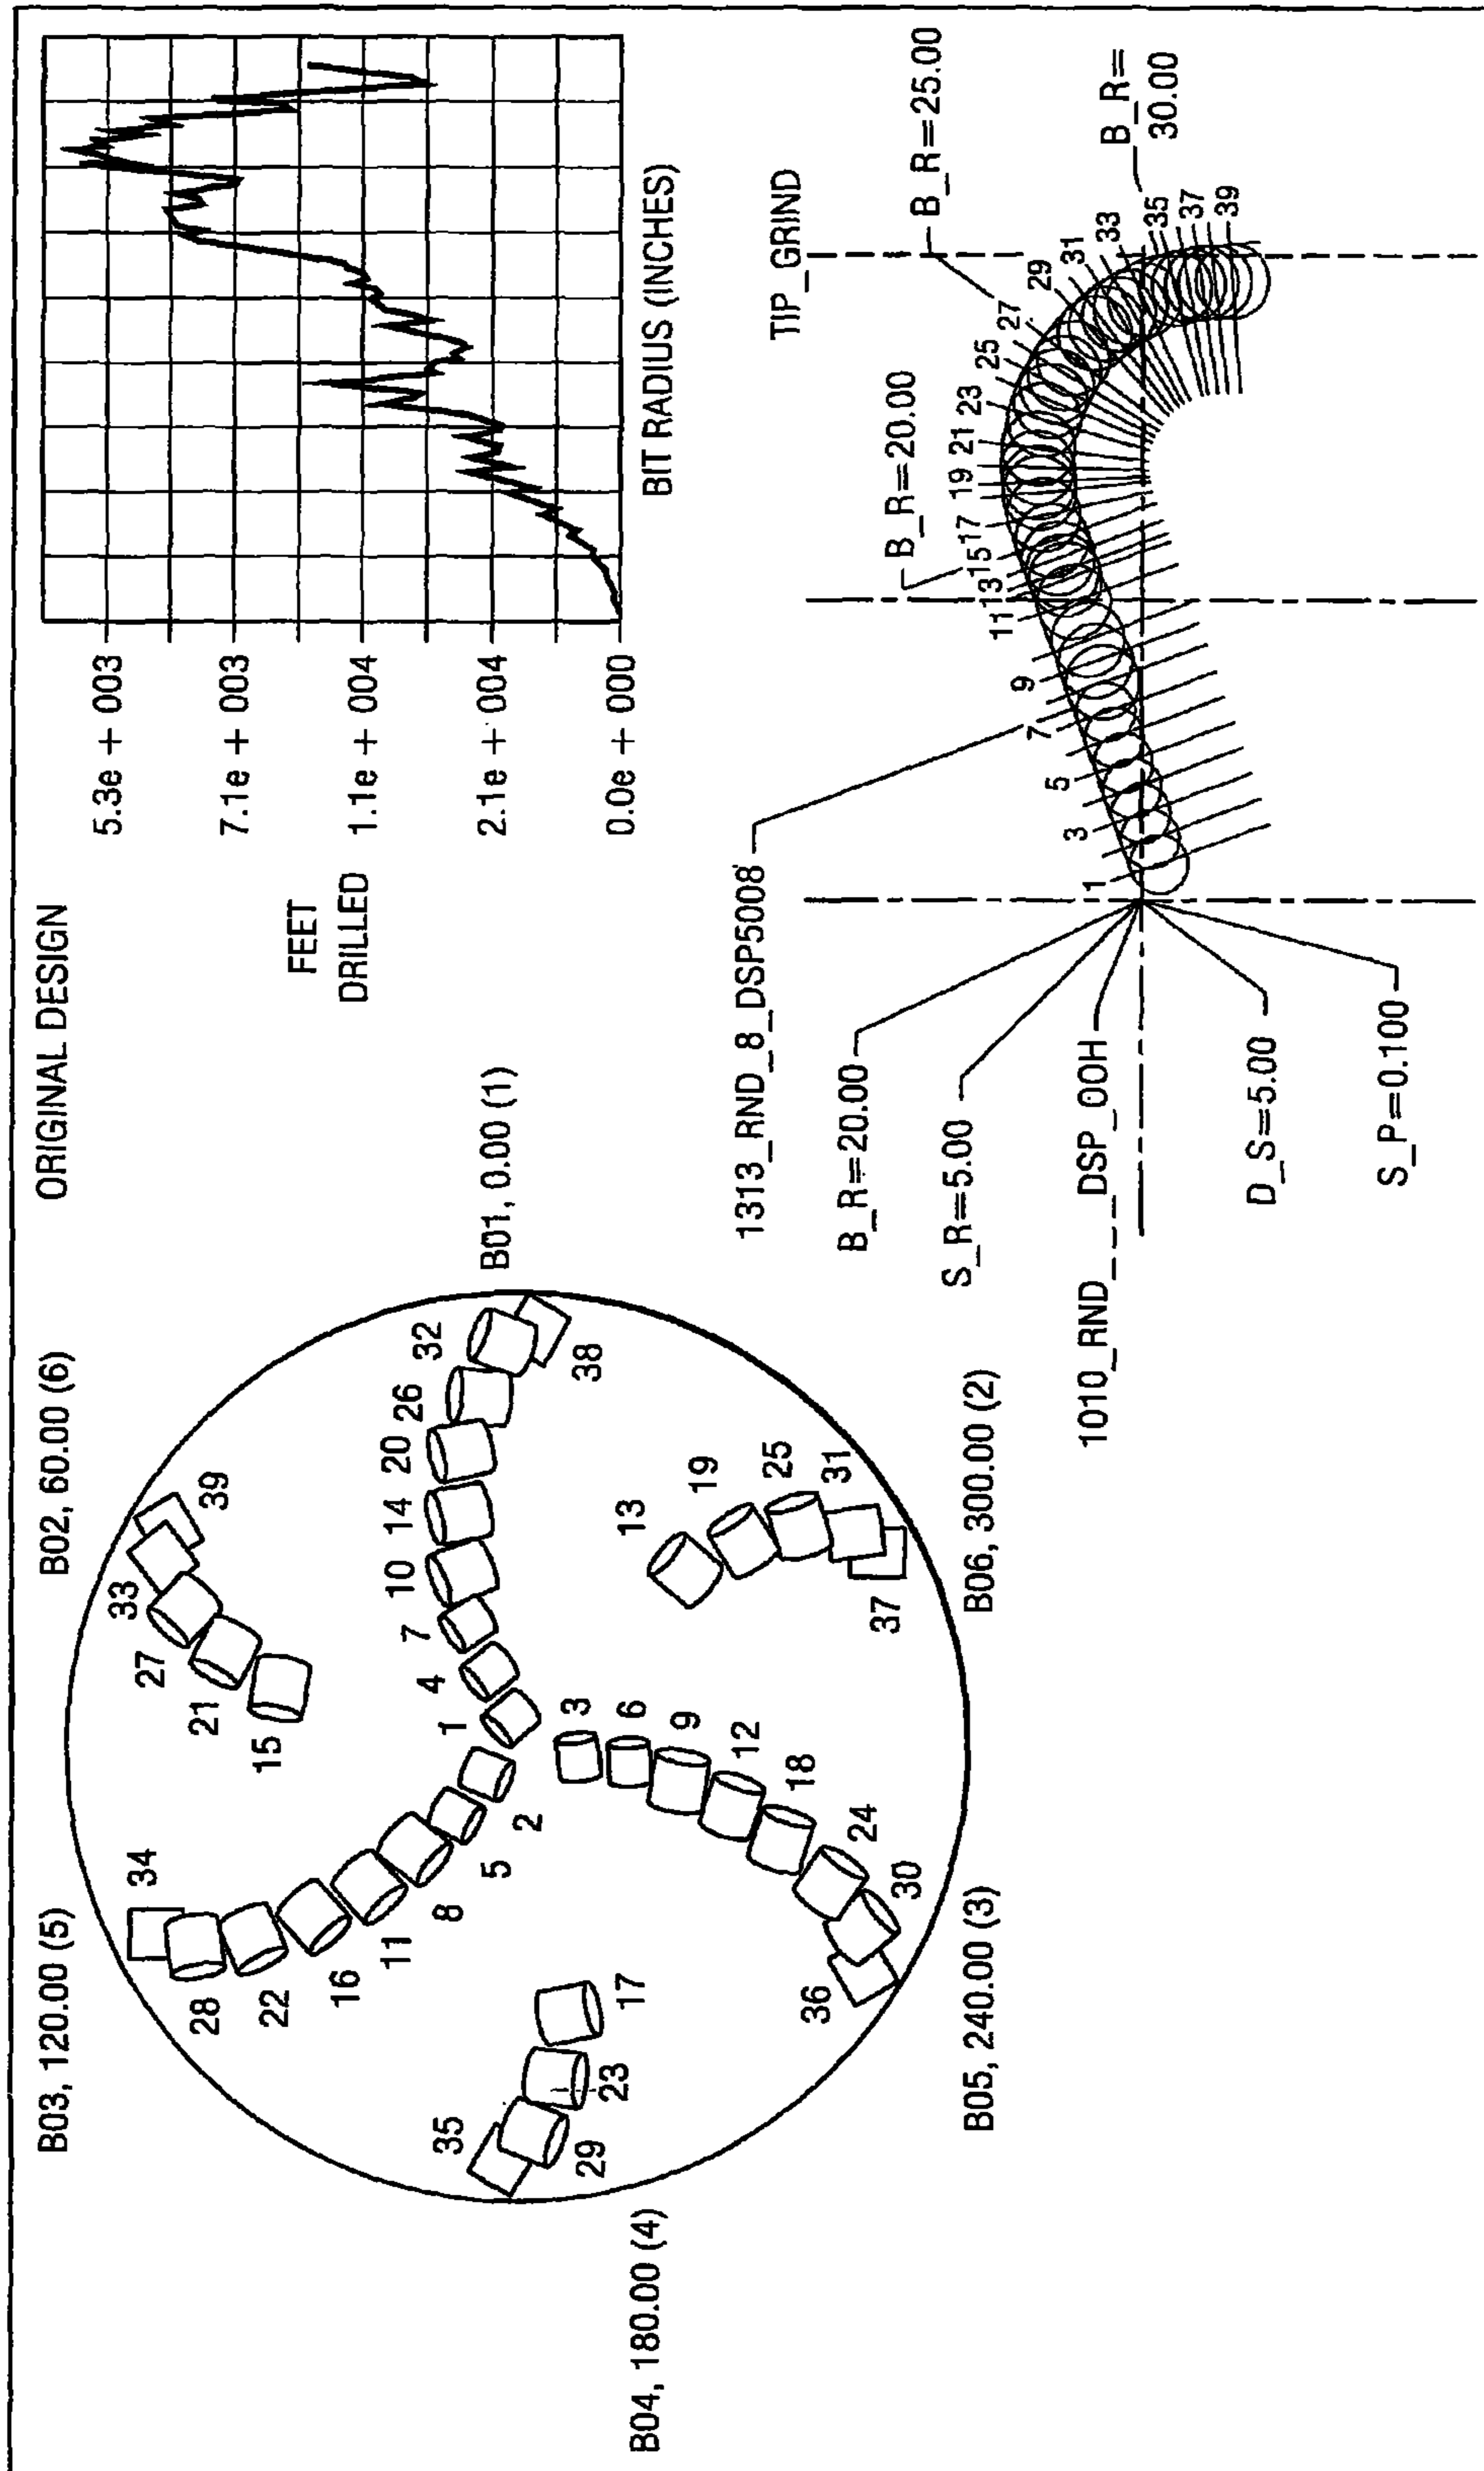 ORIGINAL DESIGN
B03, 120.00 (5)
B02, 60.00 (6)
B01, 0.00 (1)
B04, 180.00 (4)
B05, 240.00 (3)
B06, 300.00 (2)
34
28
22
16
11
8
5
2
33
39
27
21
15
1
4
7
10
14
20
26
32
38
35
29
23
17
3
6
9
12
18
24
30
36
13
19
25
31
37
FEET
DRILLED
5.3e + 003
7.1e + 003
1.1e + 004
2.1e + 004
0.0e + 000
BIT RADIUS (INCHES)
1313_RND_8_DSP5008
B_R=20.00
S_R=5.00
1010_RND____DSP_00H
D_S=5.00
S_P=0.100
B_R=20.00
TIP_GRIND
B_R=25.00
B_R=
30.00
1
3
5
7
9
11
13
15
17
19
21
23
25
27
29
31
33
35
37
39